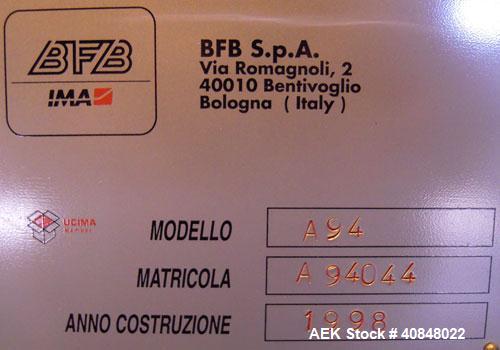 BFB
IMA
BFB S.p.A.
Via Romagnoli, 2
40010 Bentivoglio
Bologna ( Italy )
UCIMA
MODELLO A 94
MATRICOLA A 94044
ANNO COSTRUZIONE 1998
AEK Stock # 40848022